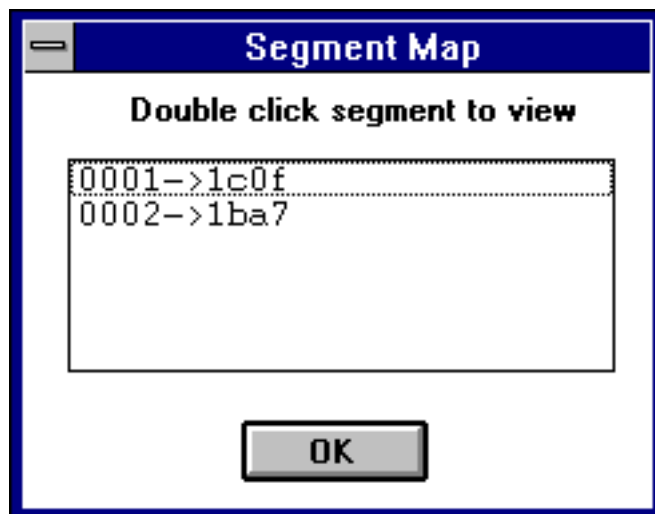 Segment Map
Double click segment to view
0001->1c0f
0002->1ba7
OK